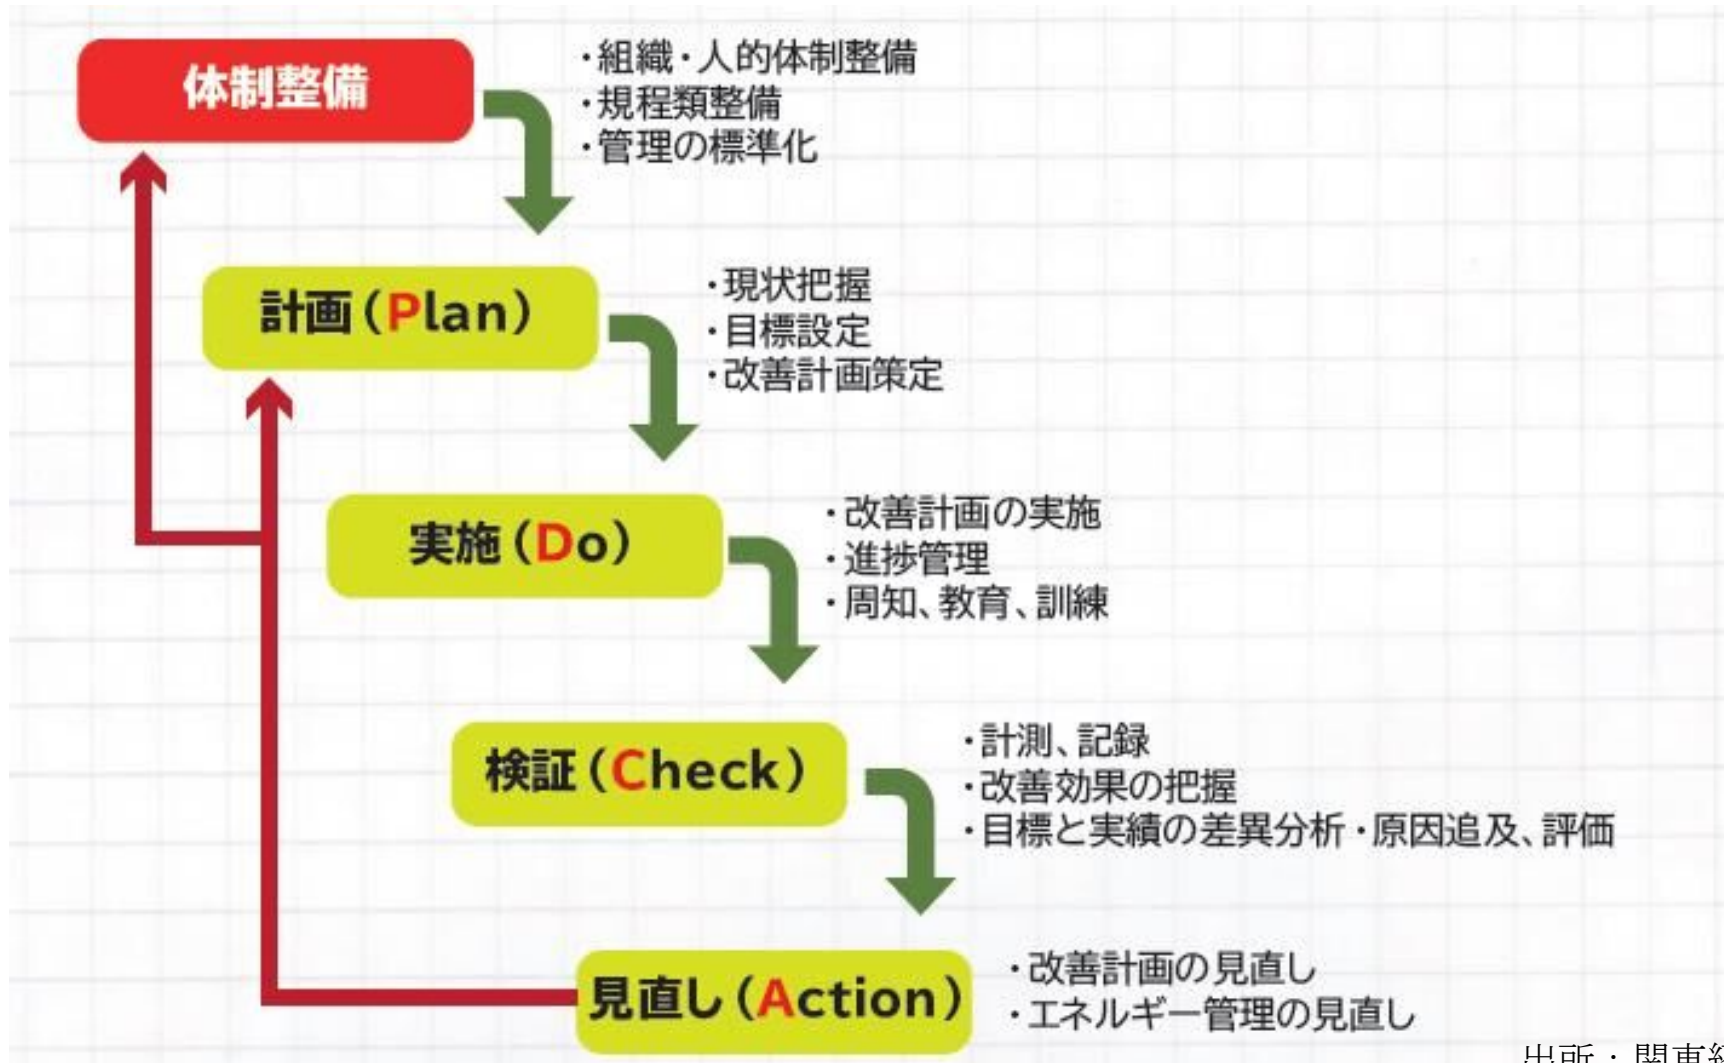 体制整備
・組織・人的体制整備
・規程類整備
・管理の標準化
計画（Plan）
・現状把握
・目標設定
・改善計画策定
実施（Do）
・改善計画の実施
・進捗管理
・周知、教育、訓練
検証（Check）
・計測、記録
・改善効果の把握
・目標と実績の差異分析・原因追及、評価
見直し（Action）
・改善計画の見直し
・エネルギー管理の見直し
出所：関東